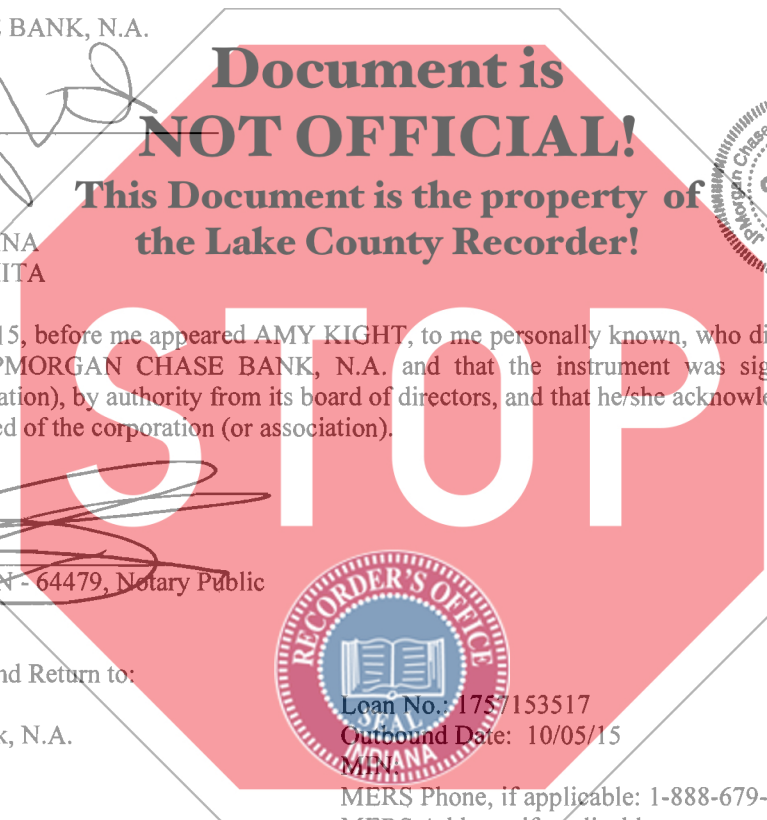 E BANK, N.A.
Document is
NOT OFFICIAL!
This Document is the property of
the Lake County Recorder!
JPMorgan Chase
NA
ITA
STOP
15, before me appeared AMY KIGHT, to me personally known, who di
PMORGAN CHASE BANK, N.A. and that the instrument was sig
ation), by authority from its board of directors, and that he/she acknowle
ed of the corporation (or association).
N - 64479, Notary Public
RECORDER'S OFFICE
SEAL
INDIANA
nd Return to:
k, N.A.
Loan No.: 1757153517
Outbound Date: 10/05/15
MIN:
MERS Phone, if applicable: 1-888-679-